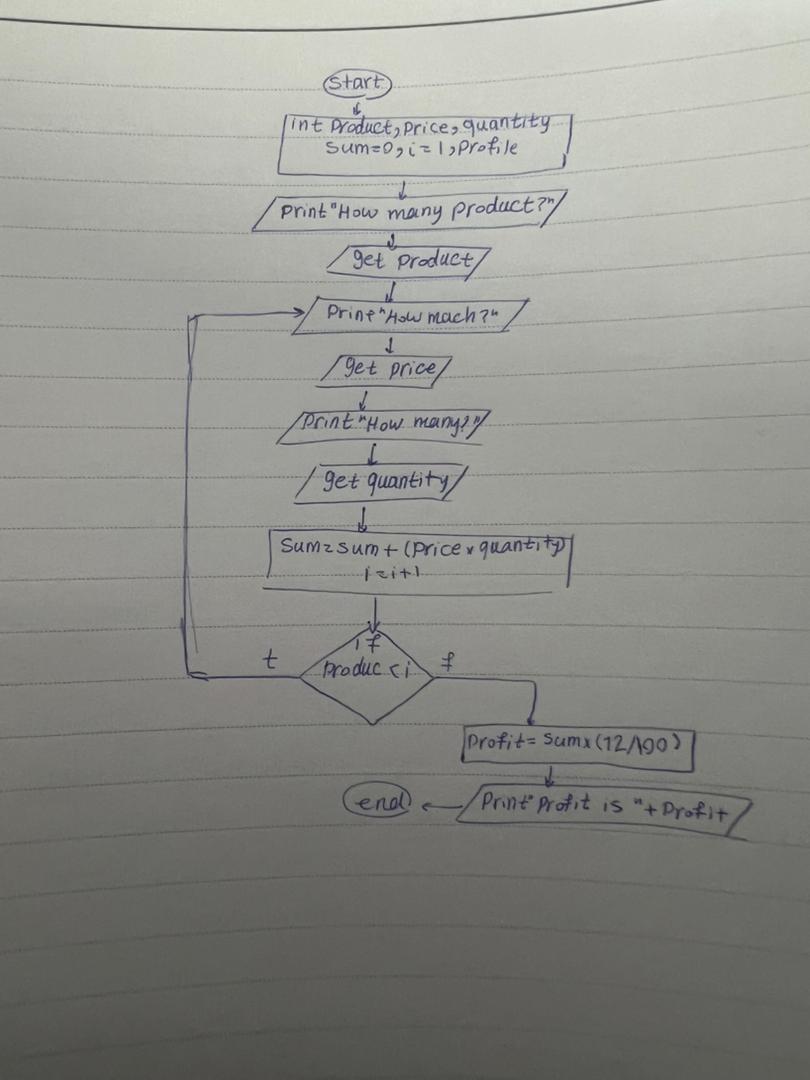 start
int Product, Price, quantity
Sum=0, i=1, Profile
Print "How many product?"
get product
Print "How mach?"
get price
Print "How many?"
get quantity
Sum=sum+(Price x quantity)
i=i+1
if
Produc < i
t
f
Profit= sum x (12/100)
Print "Profit is "+Profit
end